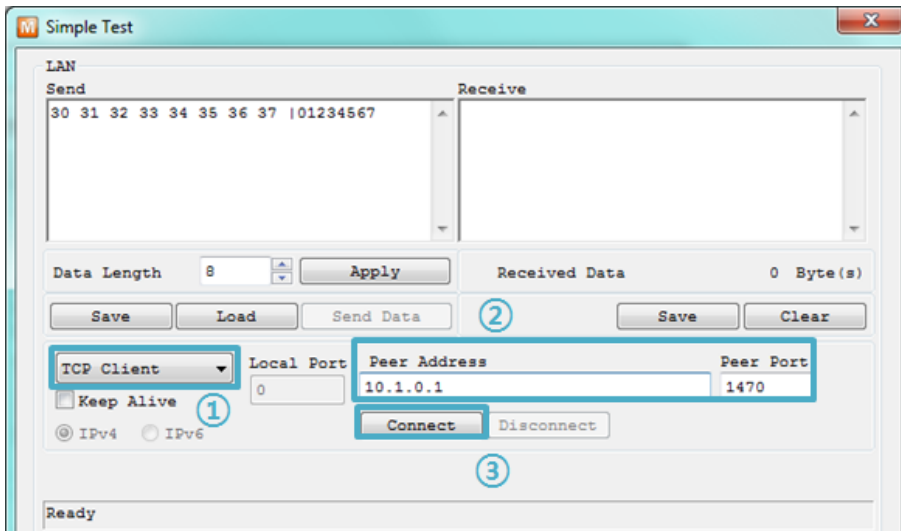 M Simple Test
LAN
Send Receive
30 31 32 33 34 35 36 37 |01234567
Data Length 8 Apply Received Data 0 Byte(s)
Save Load Send Data ② Save Clear
TCP Client Local Port Peer Address Peer Port
0 10.1.0.1 1470
Keep Alive ① Connect Disconnect
IPv4 IPv6
③
Ready